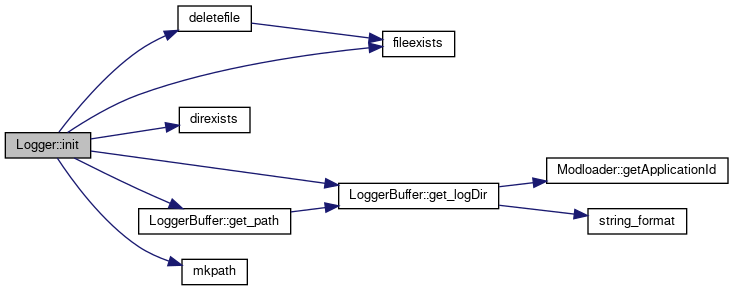 deletefile
fileexists
direxists
Logger::init
Modloader::getApplicationId
LoggerBuffer::get_logDir
LoggerBuffer::get_path
string_format
mkpath